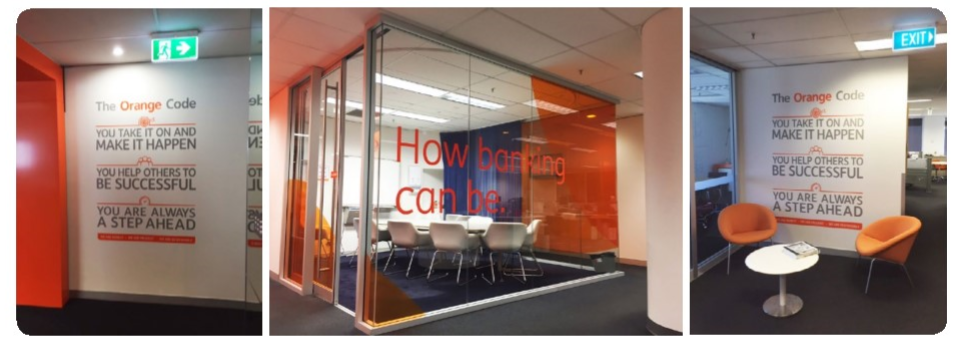 The Orange Code
YOU TAKE IT ON AND
MAKE IT HAPPEN
YOU HELP OTHERS TO
BE SUCCESSFUL
YOU ARE ALWAYS
A STEP AHEAD
How banking
can be.
EXIT
The Orange Code
YOU TAKE IT ON AND
MAKE IT HAPPEN
YOU HELP OTHERS TO
BE SUCCESSFUL
YOU ARE ALWAYS
A STEP AHEAD